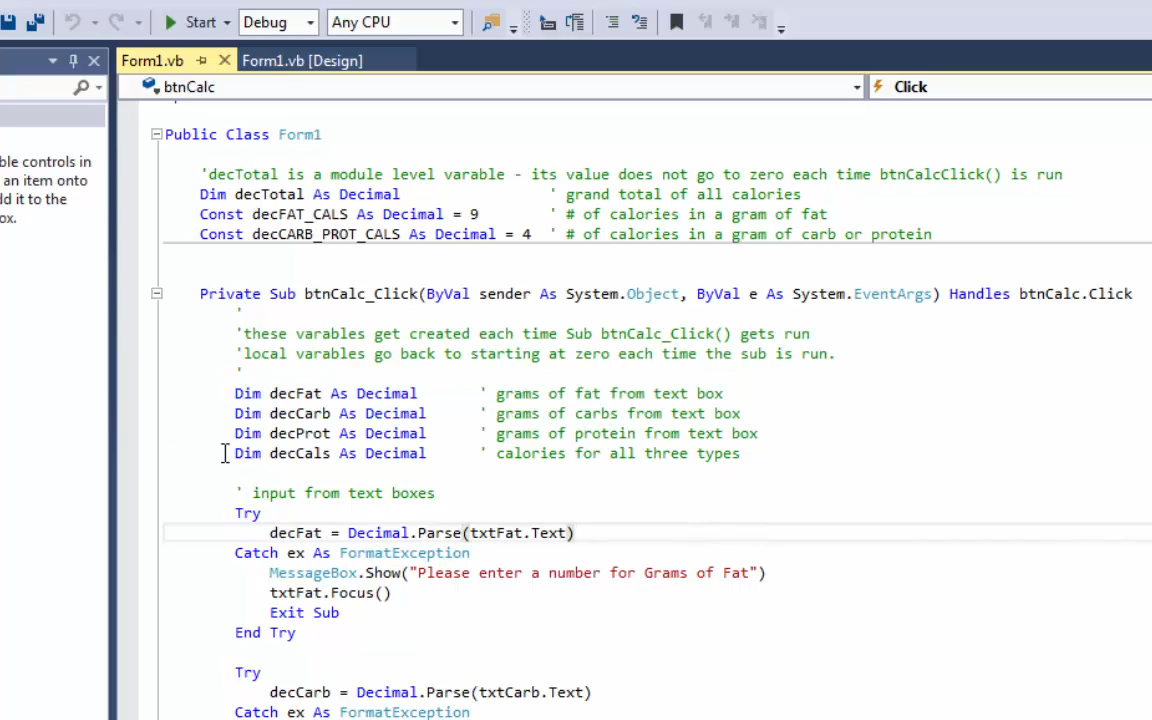 Start Debug Any CPU
Form1.vb Form1.vb [Design]
btnCalc Click
ble controls in
an item onto
dd it to the
ox.
Public Class Form1
'decTotal is a module level varable - its value does not go to zero each time btnCalcClick() is run
Dim decTotal As Decimal ' grand total of all calories
Const decFAT_CALS As Decimal = 9 ' # of calories in a gram of fat
Const decCARB_PROT_CALS As Decimal = 4 ' # of calories in a gram of carb or protein
Private Sub btnCalc_Click(ByVal sender As System.Object, ByVal e As System.EventArgs) Handles btnCalc.Click
'
'these varables get created each time Sub btnCalc_Click() gets run
'local varables go back to starting at zero each time the sub is run.
'
Dim decFat As Decimal ' grams of fat from text box
Dim decCarb As Decimal ' grams of carbs from text box
Dim decProt As Decimal ' grams of protein from text box
Dim decCals As Decimal ' calories for all three types
' input from text boxes
Try
decFat = Decimal.Parse(txtFat.Text)
Catch ex As FormatException
MessageBox.Show("Please enter a number for Grams of Fat")
txtFat.Focus()
Exit Sub
End Try
Try
decCarb = Decimal.Parse(txtCarb.Text)
Catch ex As FormatException